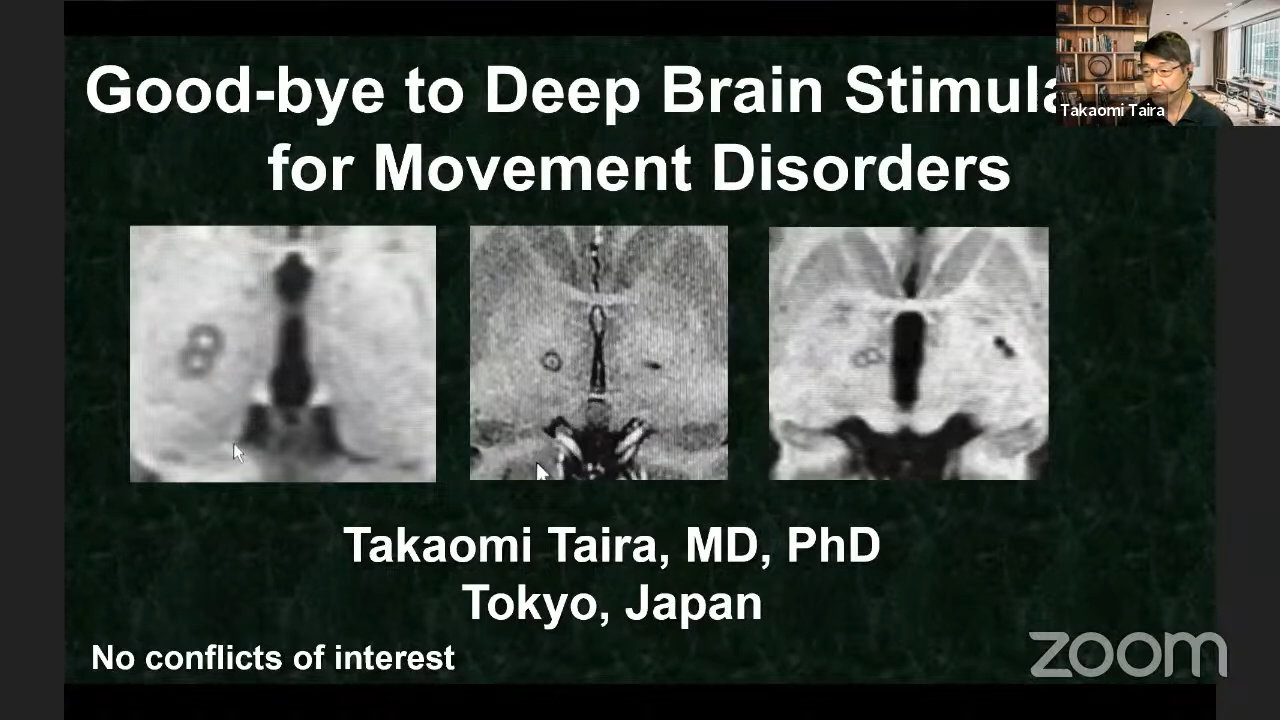 Good-bye to Deep Brain Stimula
for Movement Disorders
Takaomi Taira
Takaomi Taira, MD, PhD
Tokyo, Japan
No conflicts of interest
zoom